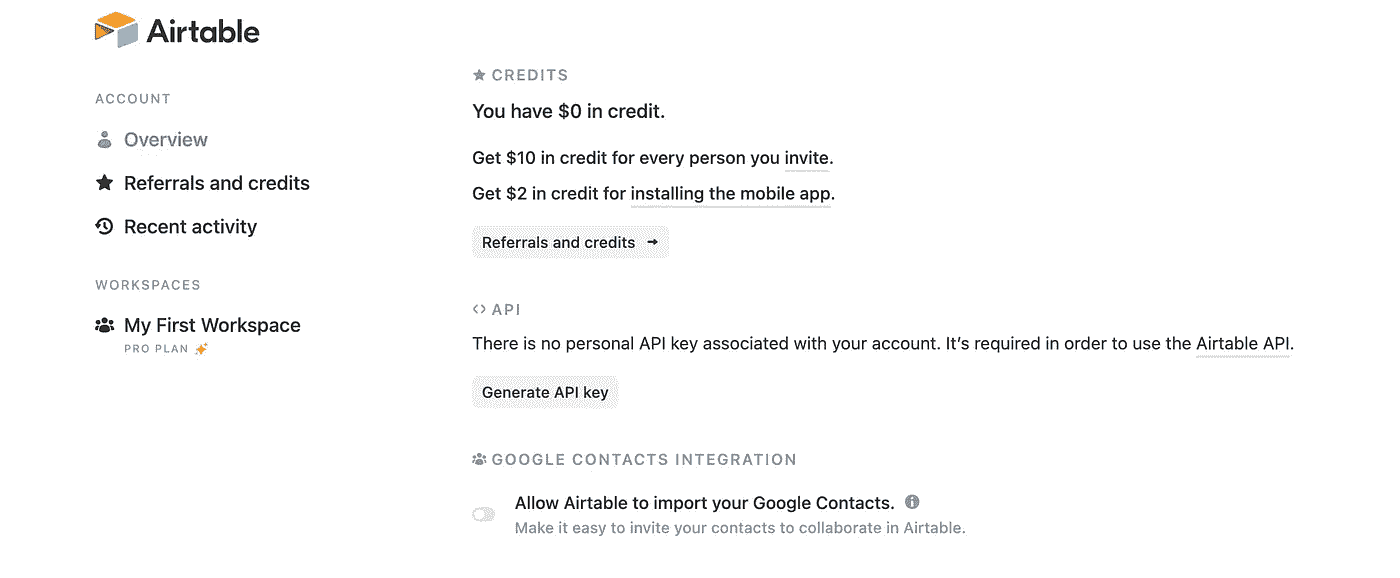 Airtable
ACCOUNT
Overview
Referrals and credits
Recent activity
WORKSPACES
My First Workspace
PRO PLAN
CREDITS
You have $0 in credit.
Get $10 in credit for every person you invite.
Get $2 in credit for installing the mobile app.
Referrals and credits →
<> API
There is no personal API key associated with your account. It’s required in order to use the Airtable API.
Generate API key
GOOGLE CONTACTS INTEGRATION
Allow Airtable to import your Google Contacts.
Make it easy to invite your contacts to collaborate in Airtable.